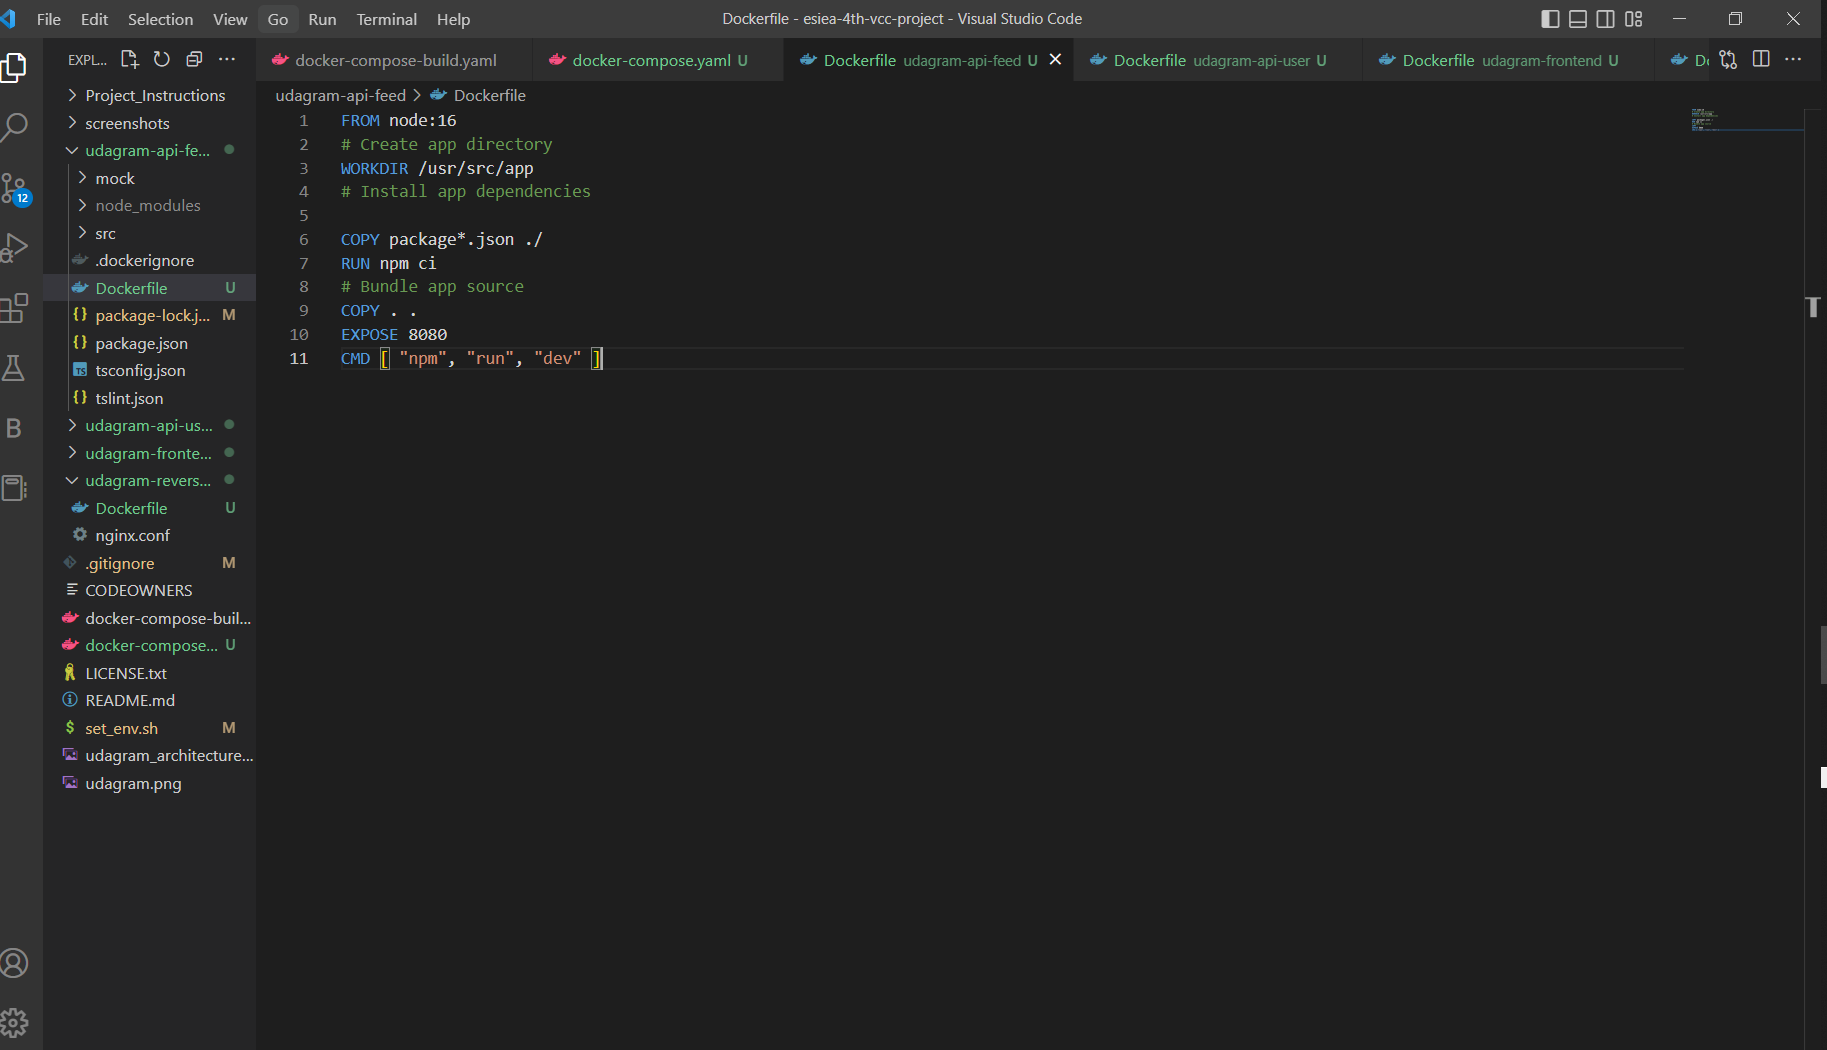 File Edit Selection View Go Run Terminal Help
Dockerfile - esiea-4th-vcc-project - Visual Studio Code
EXPL...
docker-compose-build.yaml
docker-compose.yaml U
Dockerfile udagram-api-feed U
Dockerfile udagram-api-user U
Dockerfile udagram-frontend U
udagram-api-feed > Dockerfile
Project_Instructions
screenshots
udagram-api-fe...
mock
node_modules
src
.dockerignore
Dockerfile U
package-lock.j... M
package.json
TS tsconfig.json
tslint.json
udagram-api-us...
udagram-fronte...
udagram-revers...
Dockerfile U
nginx.conf
.gitignore M
CODEOWNERS
docker-compose-buil...
docker-compose... U
LICENSE.txt
README.md
set_env.sh M
udagram_architecture...
udagram.png
12
B
1 FROM node:16
2 # Create app directory
3 WORKDIR /usr/src/app
4 # Install app dependencies
5
6 COPY package*.json ./
7 RUN npm ci
8 # Bundle app source
9 COPY . .
10 EXPOSE 8080
11 CMD [ "npm", "run", "dev" ]